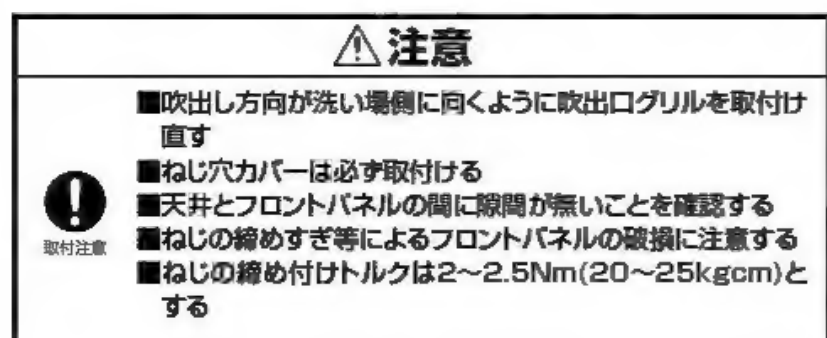 ⚠注意
■吹出し方向が洗い場側に向くように吹出口グリルを取付け
直す
■ねじ穴カバーは必ず取付ける
■天井とフロントパネルの間に隙間が無いことを確認する
■ねじの締めすぎ等によるフロントパネルの破損に注意する
■ねじの締め付けトルクは2～2.5Nm(20～25kgcm)と
する
取付注意